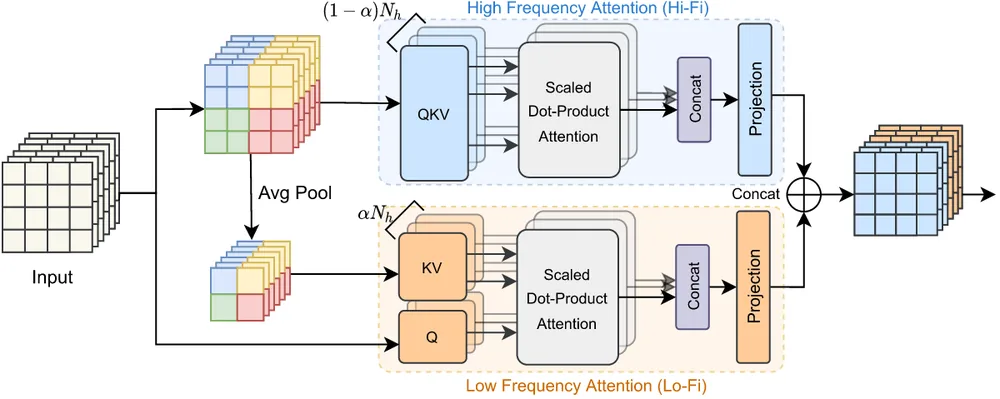 (1 − α)N_h
High Frequency Attention (Hi-Fi)
QKV
Scaled
Dot-Product
Attention
Concat
Projection
Input
Avg Pool
Concat
αN_h
KV
Q
Scaled
Dot-Product
Attention
Concat
Projection
Low Frequency Attention (Lo-Fi)